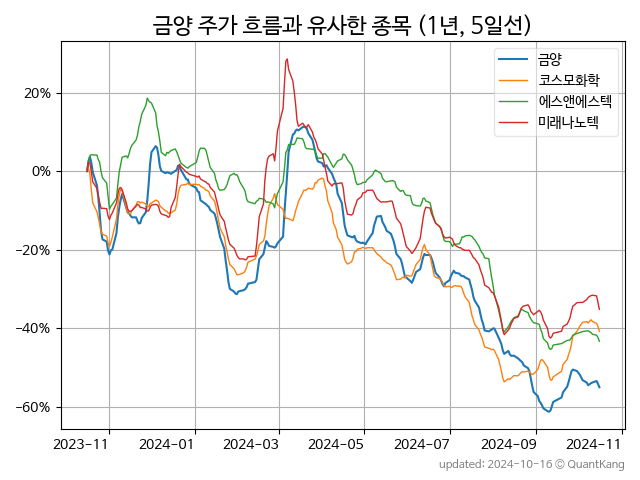 금양 주가 흐름과 유사한 종목 (1년, 5일선)
금양
코스모화학
에스앤에스텍
미래나노텍
20%
0%
−20%
−40%
−60%
2023-11
2024-01
2024-03
2024-05
2024-07
2024-09
2024-11
updated: 2024-10-16 © QuantKang